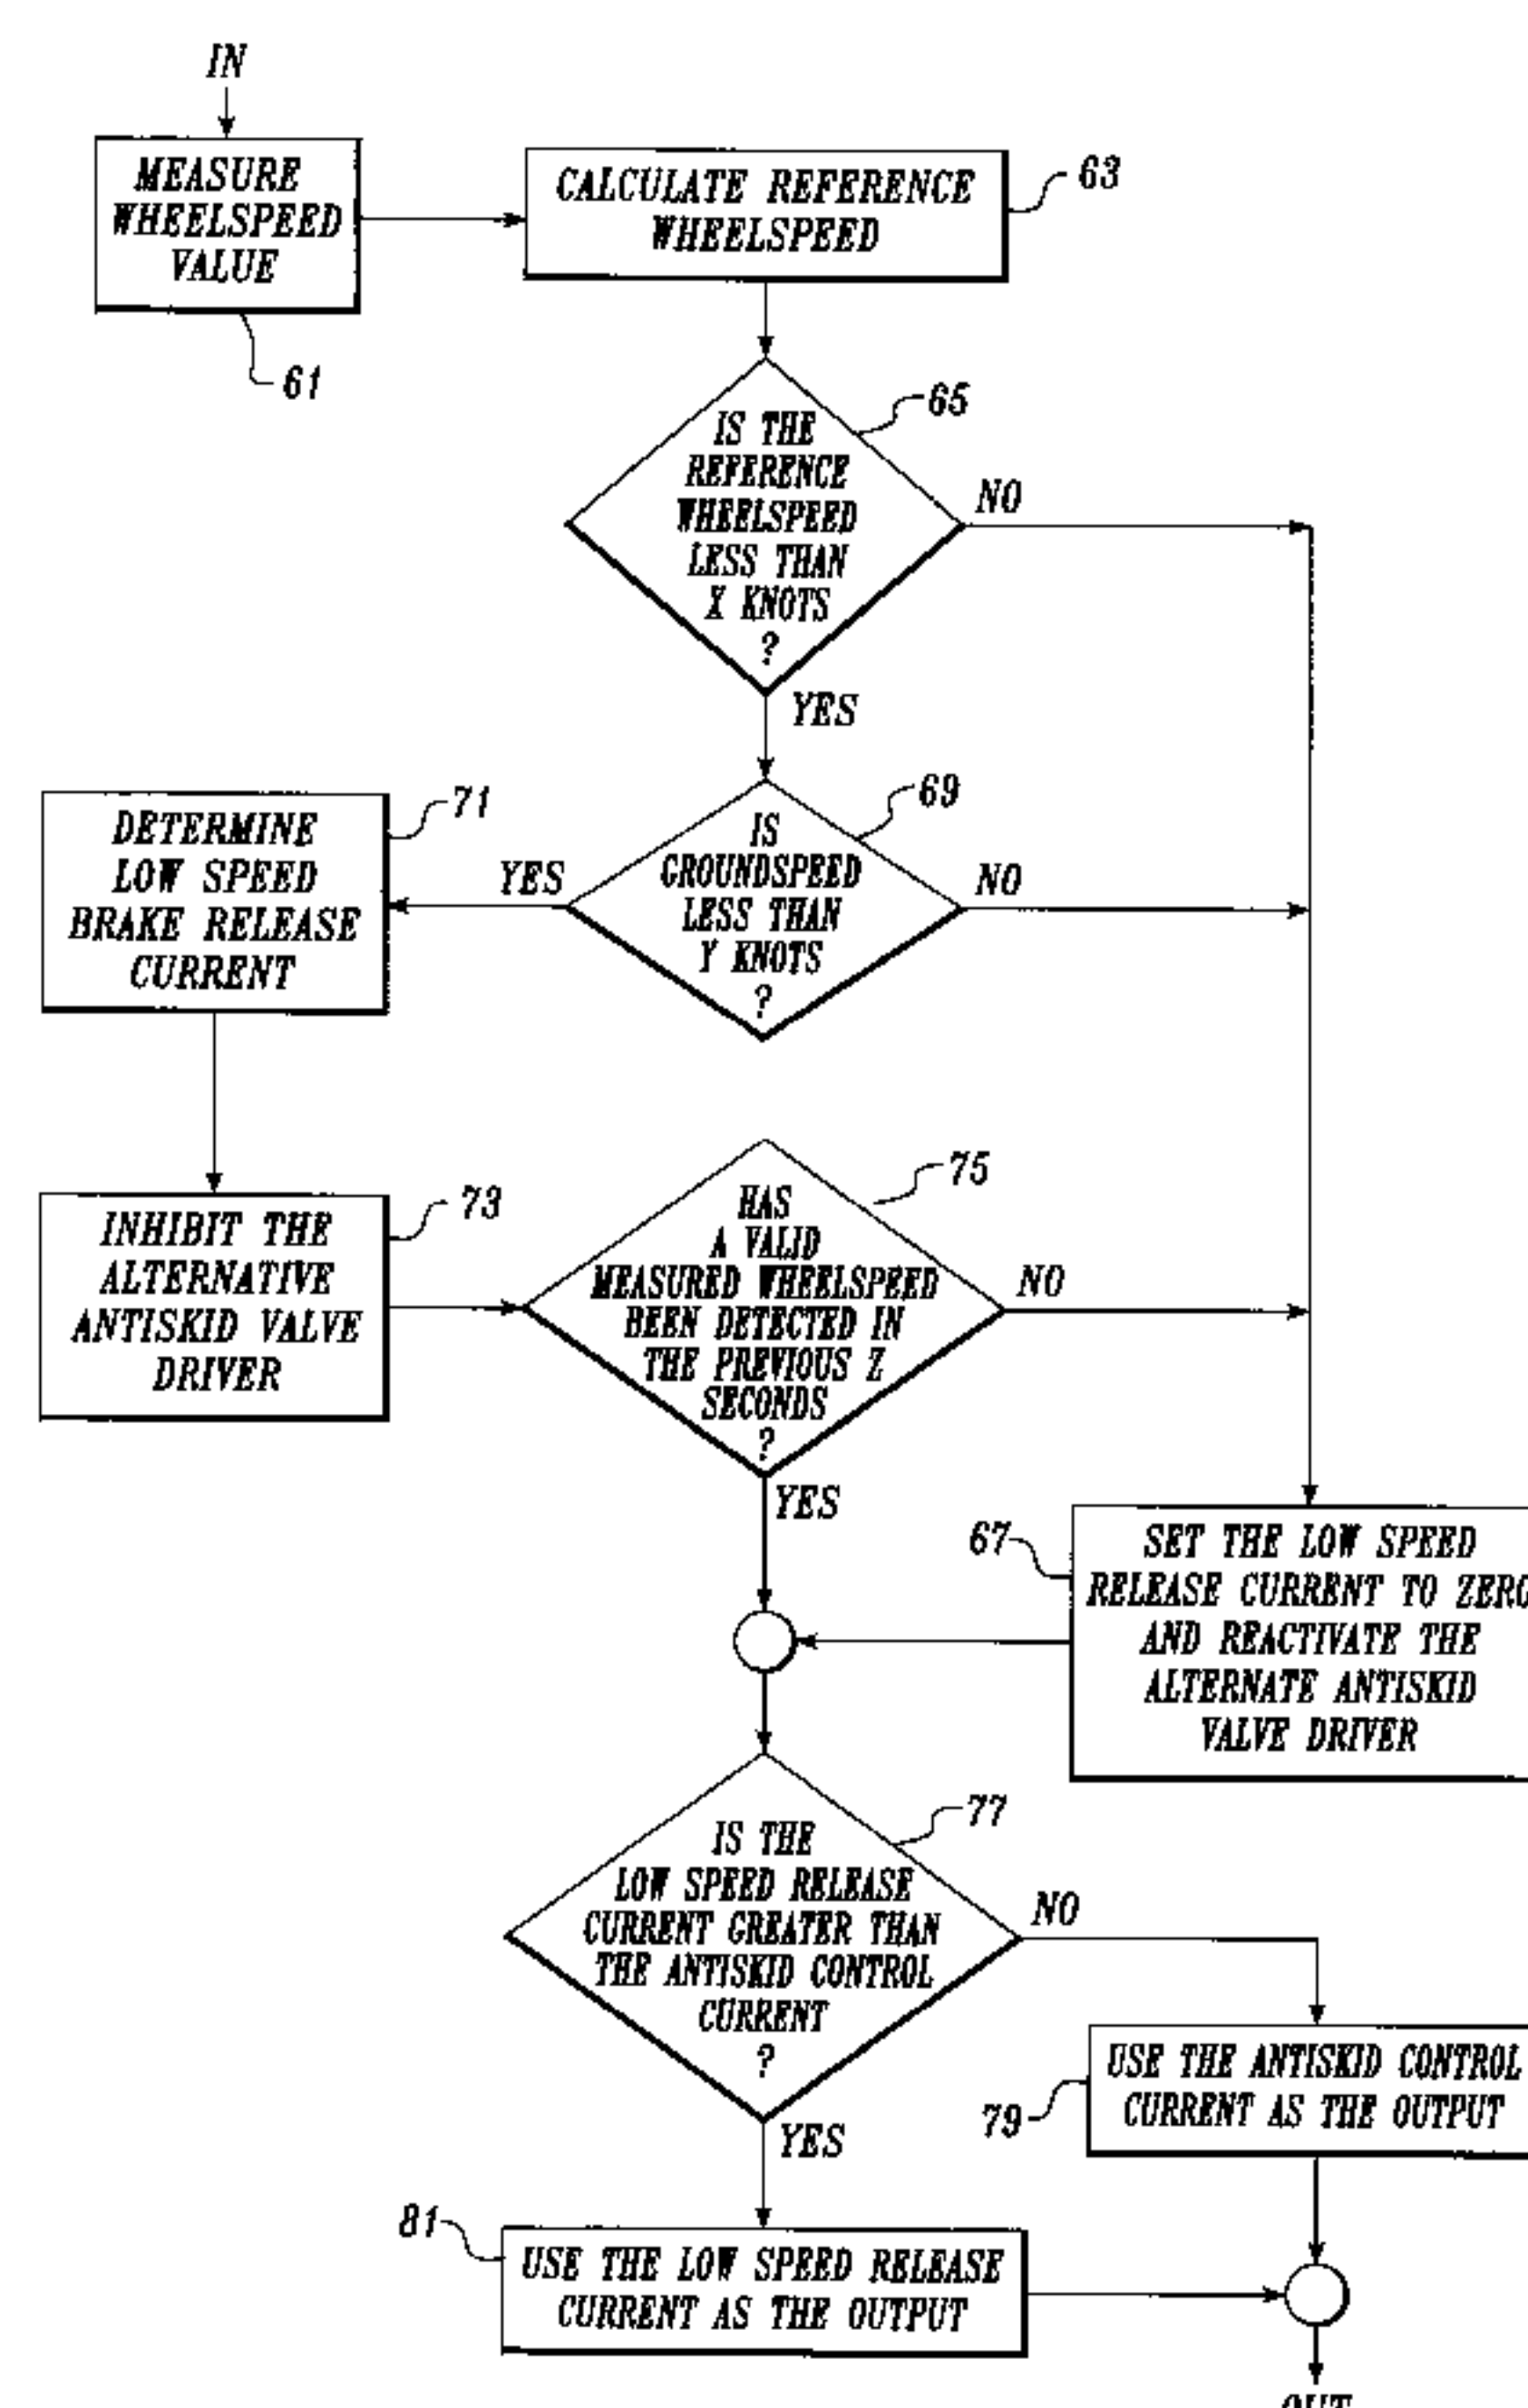 IN
MEASURE
WHEELSPEED
VALUE
61
CALCULATE REFERENCE
WHEELSPEED
63
IS THE
REFERENCE
WHEELSPEED
LESS THAN
X KNOTS
?
65
NO
YES
IS
GROUNDSPEED
LESS THAN
Y KNOTS
?
69
NO
YES
DETERMINE
LOW SPEED
BRAKE RELEASE
CURRENT
71
INHIBIT THE
ALTERNATIVE
ANTISKID VALVE
DRIVER
73
HAS
A VALID
MEASURED WHEELSPEED
BEEN DETECTED IN
THE PREVIOUS Z
SECONDS
?
75
NO
YES
67
SET THE LOW SPEED
RELEASE CURRENT TO ZERO
AND REACTIVATE THE
ALTERNATE ANTISKID
VALVE DRIVER
IS THE
LOW SPEED RELEASE
CURRENT GREATER THAN
THE ANTISKID CONTROL
CURRENT
?
77
NO
YES
79
USE THE ANTISKID CONTROL
CURRENT AS THE OUTPUT
81
USE THE LOW SPEED RELEASE
CURRENT AS THE OUTPUT
OUT